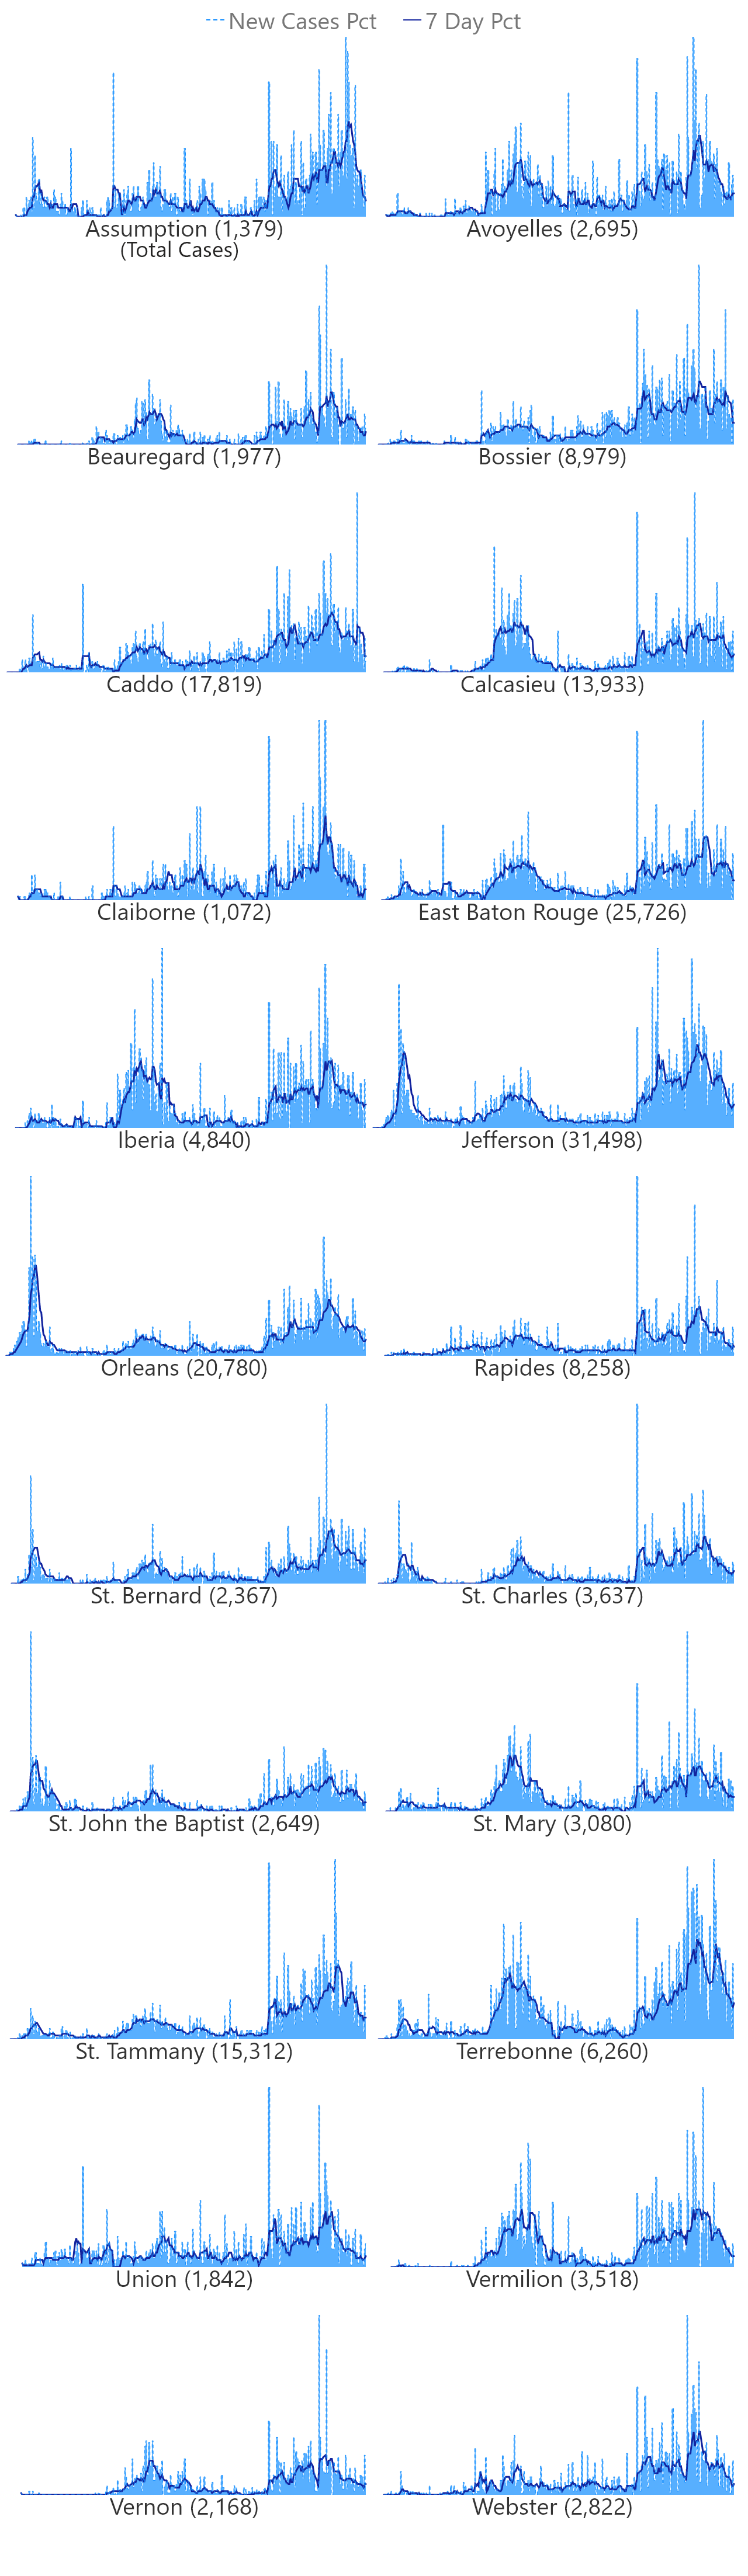 New Cases Pct 7 Day Pct
Assumption (1,379) Avoyelles (2,695)
(Total Cases)
Beauregard (1,977) Bossier (8,979)
Caddo (17,819) Calcasieu (13,933)
Claiborne (1,072) East Baton Rouge (25,726)
Iberia (4,840) Jefferson (31,498)
Orleans (20,780) Rapides (8,258)
St. Bernard (2,367) St. Charles (3,637)
St. John the Baptist (2,649) St. Mary (3,080)
St. Tammany (15,312) Terrebonne (6,260)
Union (1,842) Vermilion (3,518)
Vernon (2,168) Webster (2,822)